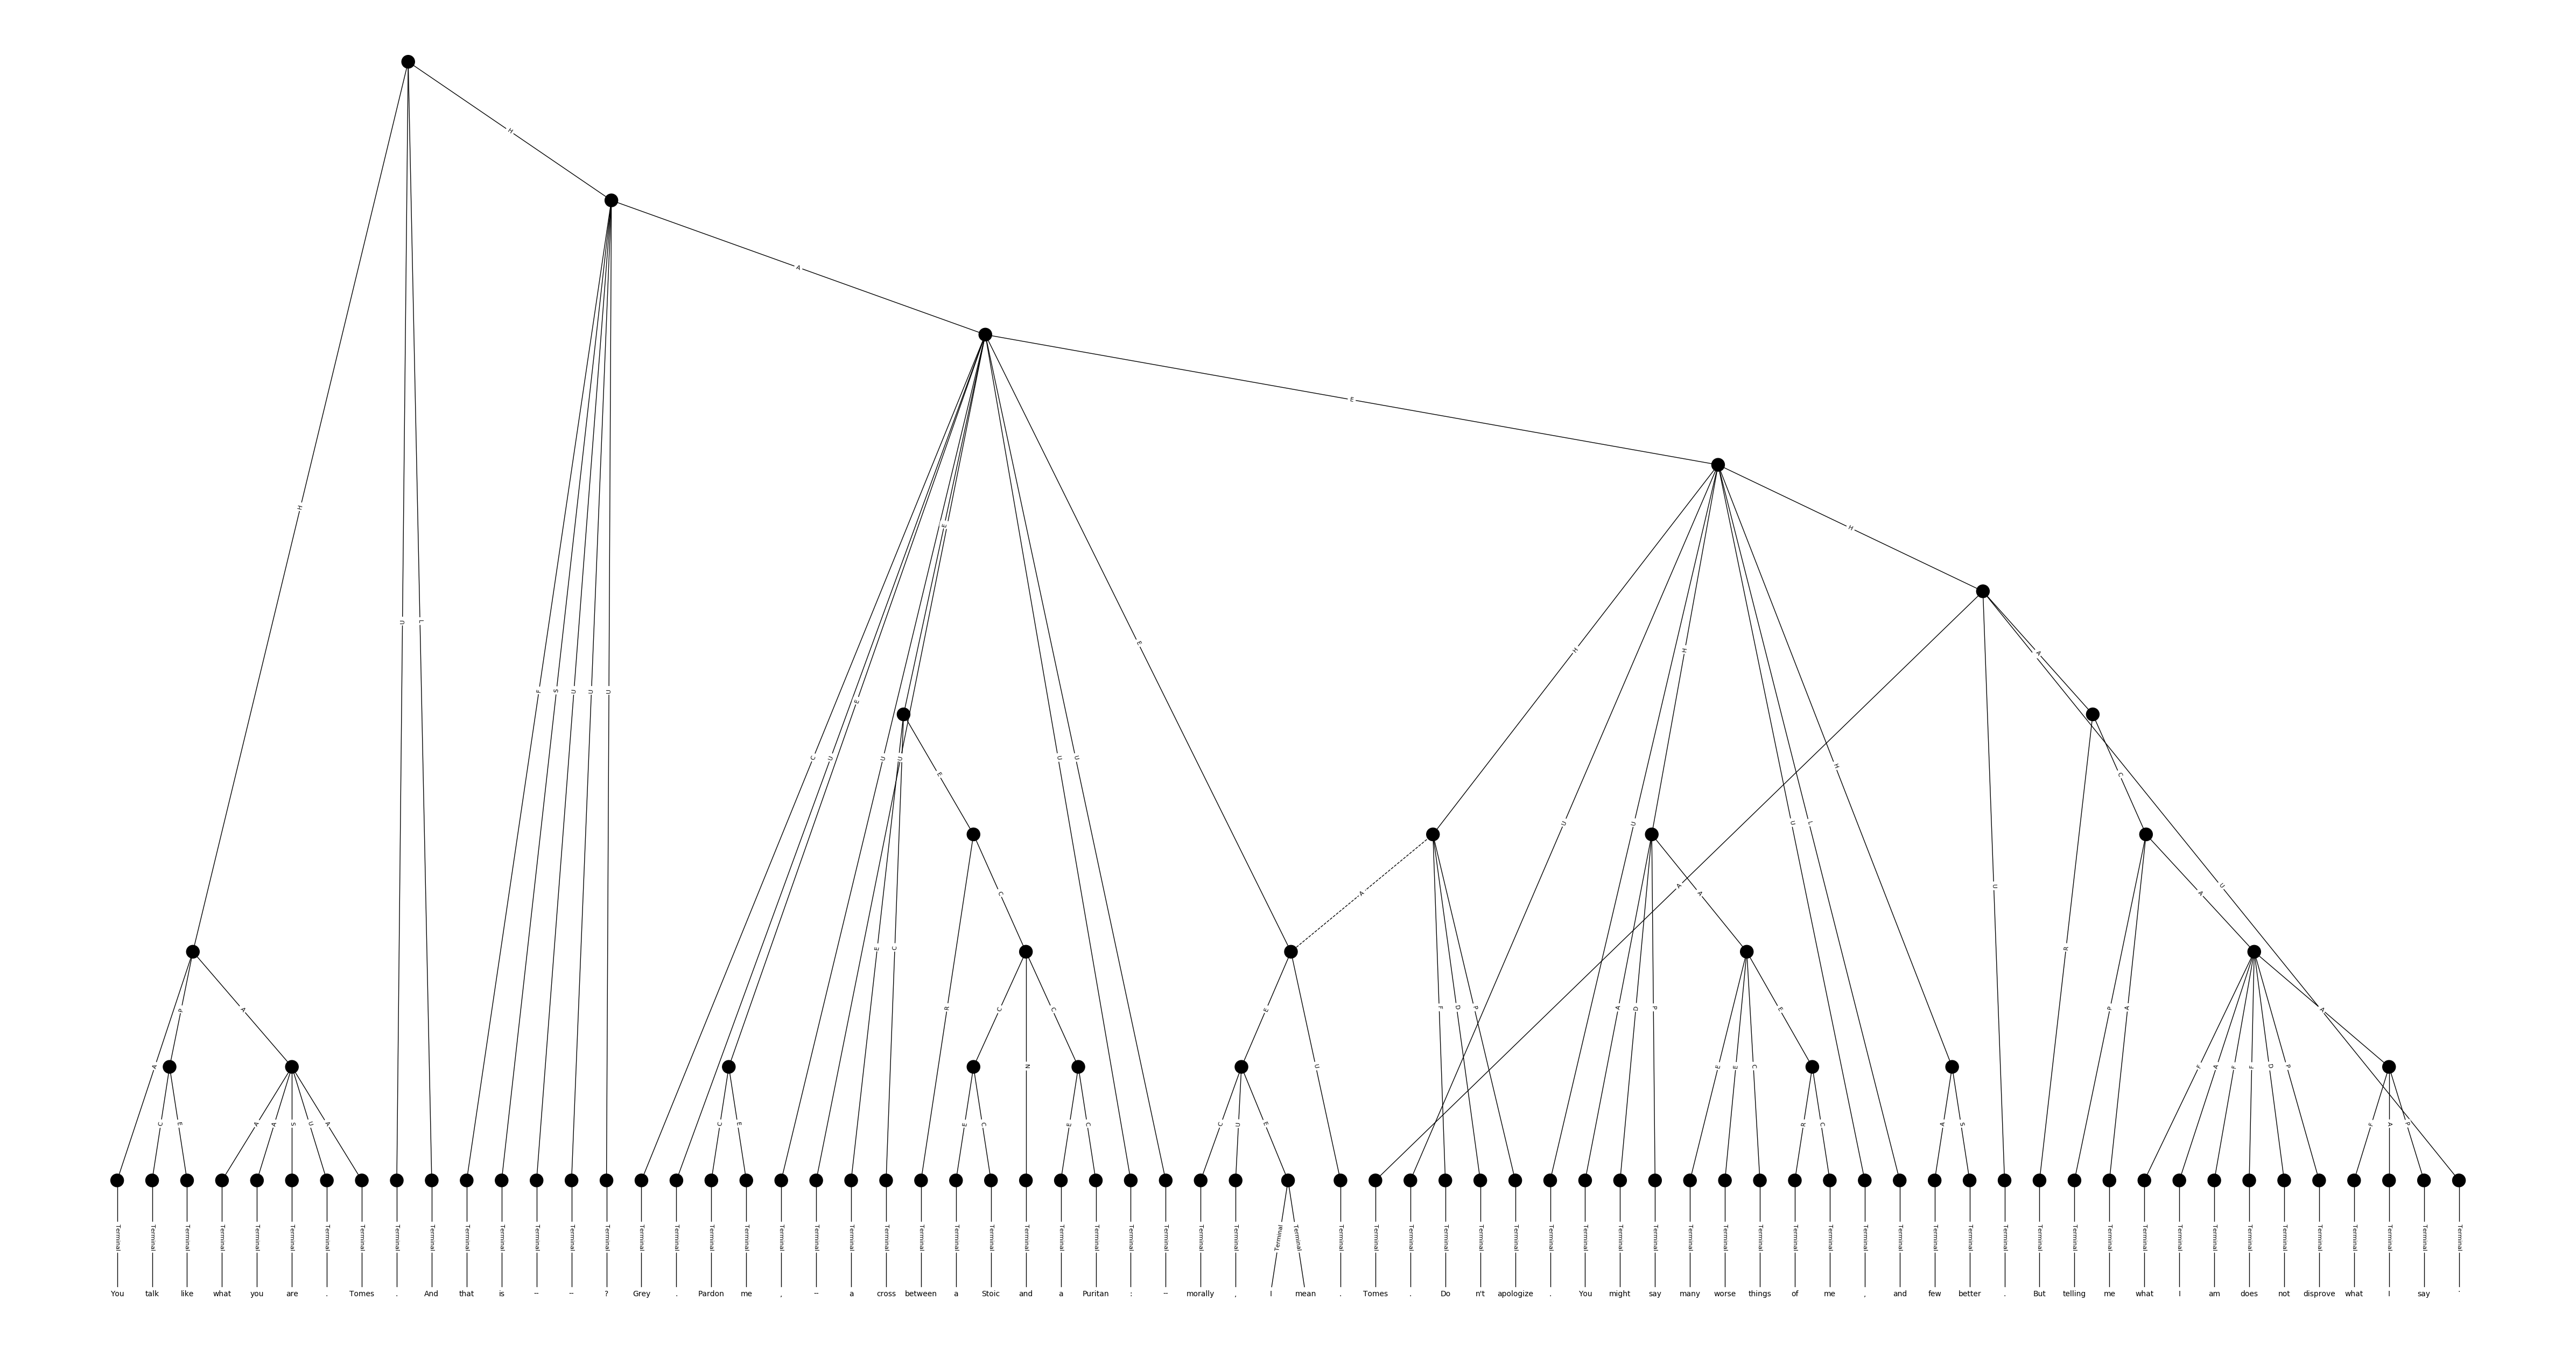 H
A
E
H
E H
U L
E
H H A
F S U U U
E
C U U U U U H
E C
U U U L
A U U
C A A A
E C R
P A R C C E F D P A D P E P A A
A N U E E C F A F F D P
C E A A S U A C E E C E C C U E R C A S F A P
Terminal Terminal Terminal Terminal Terminal Terminal Terminal Terminal Terminal Terminal Terminal Terminal Terminal Terminal Terminal Terminal Terminal Terminal Terminal Terminal Terminal Terminal Terminal Terminal Terminal Terminal Terminal Terminal Terminal Terminal Terminal Terminal Terminal Terminal Terminal Terminal Terminal Terminal Terminal Terminal Terminal Terminal Terminal Terminal Terminal Terminal Terminal Terminal Terminal Terminal Terminal Terminal Terminal Terminal Terminal Terminal Terminal Terminal Terminal Terminal Terminal Terminal Terminal Terminal Terminal Terminal Terminal Terminal
You talk like what you are . Tomes . And that is -- -- ? Grey . Pardon me , -- a cross between a Stoic and a Puritan : -- morally , I mean . Tomes . Do n't apologize . You might say many worse things of me , and few better . But telling me what I am does not disprove what I say '